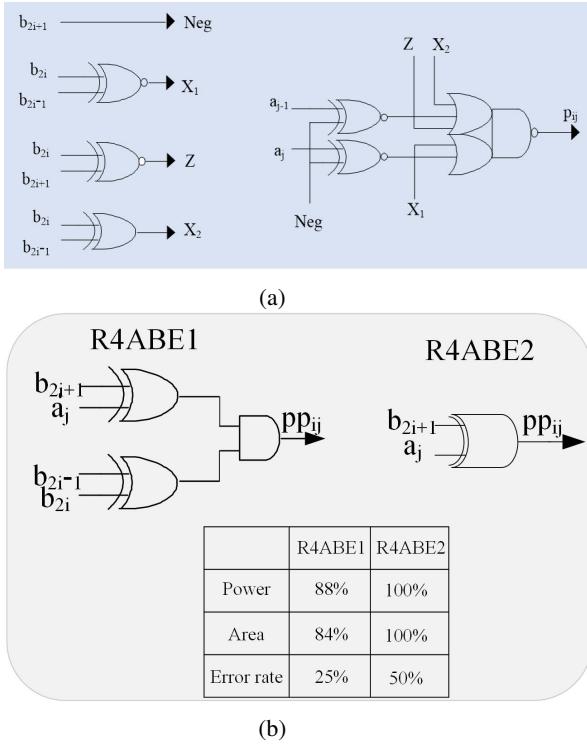 b2i+1 Neg
b2i
b2i-1
X1
b2i
b2i+1
Z
b2i
b2i-1
X2
Z X2
aj-1
aj
Neg
X1
pij
(a)
R4ABE1
b2i+1
aj
b2i-1
b2i
ppij
R4ABE2
b2i+1
aj
ppij
R4ABE1 R4ABE2
Power 88% 100%
Area 84% 100%
Error rate 25% 50%
(b)